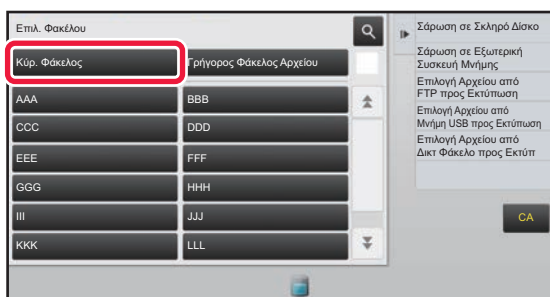 Επιλ. Φακέλου
Κύρ. Φάκελος
Γρήγορος Φάκελος Αρχείου
AAA
BBB
CCC
DDD
EEE
FFF
GGG
HHH
III
JJJ
KKK
LLL
Σάρωση σε Σκληρό Δίσκο
Σάρωση σε Εξωτερική
Συσκευή Μνήμης
Επιλογή Αρχείου από
FTP προς Εκτύπωση
Επιλογή Αρχείου από
Μνήμη USB προς Εκτύπωση
Επιλογή Αρχείου από
Δικτ Φάκελο προς Εκτύπ
CA